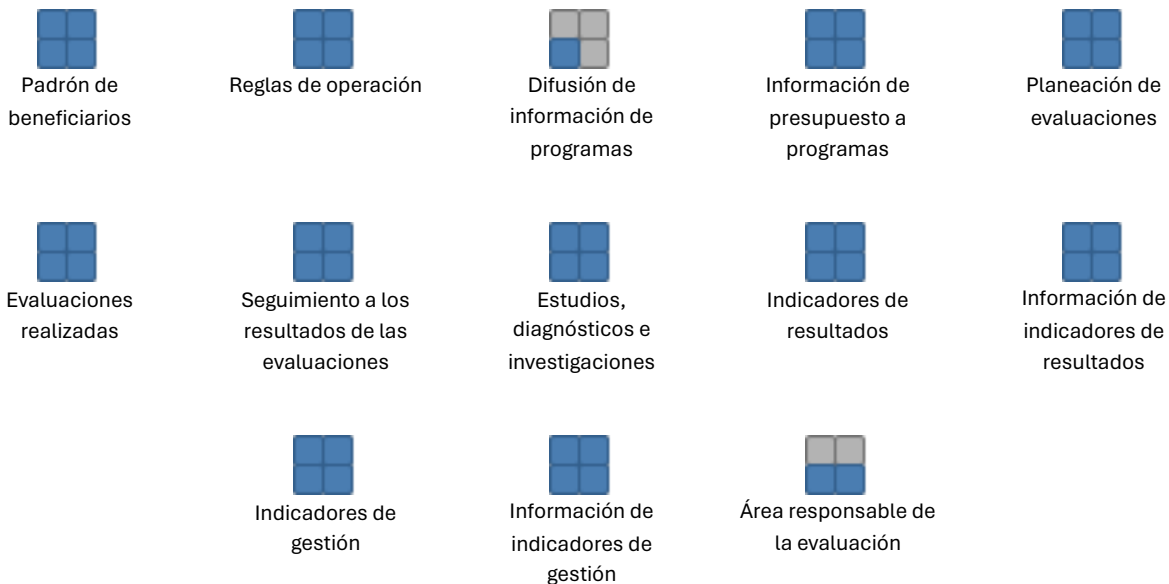 Padrón de
beneficiarios
Reglas de operación
Difusión de
información de
programas
Información de
presupuesto a
programas
Planeación de
evaluaciones
Evaluaciones
realizadas
Seguimiento a los
resultados de las
evaluaciones
Estudios,
diagnósticos e
investigaciones
Indicadores de
resultados
Información de
indicadores de
resultados
Indicadores de
gestión
Información de
indicadores de
gestión
Área responsable de
la evaluación